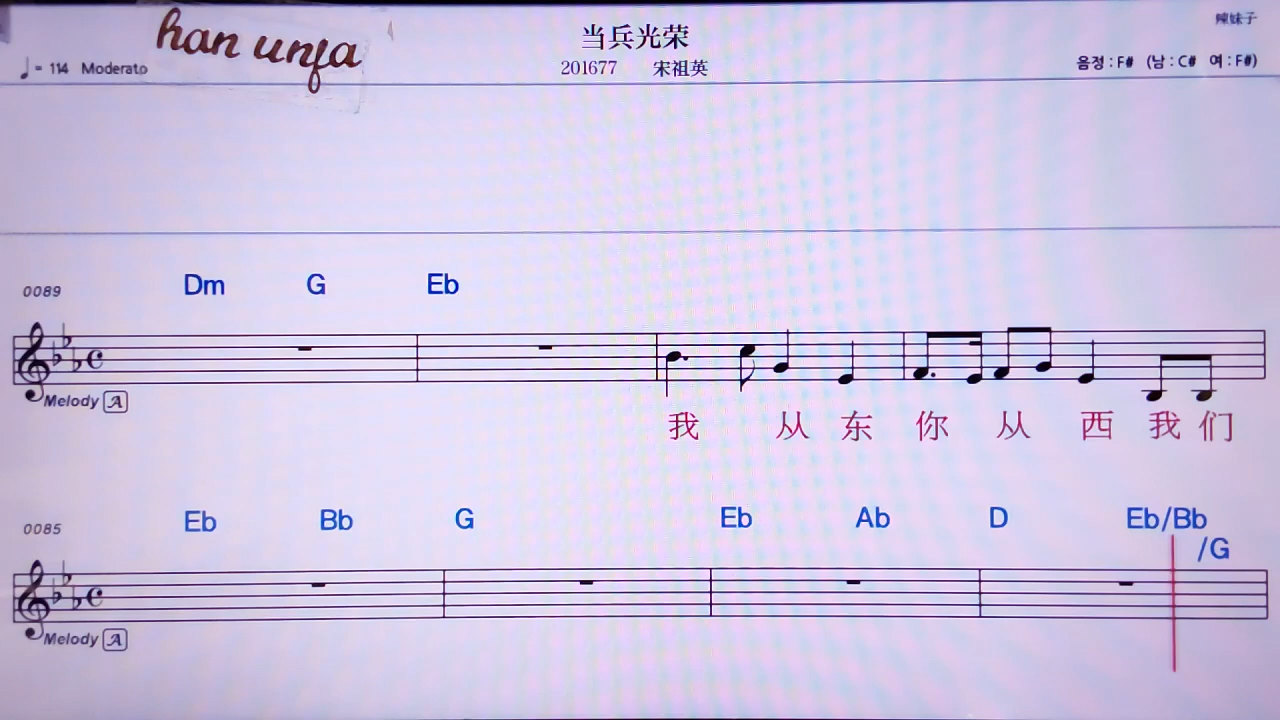 han unfa
当兵光荣
辣妹子
♩= 114 Moderato
201677 宋祖英
음정 : F# (남 : C# 여 : F#)
0089
Dm G Eb
Melody A
我 从 东 你 从 西 我 们
0085
Eb Bb G Eb Ab D Eb/Bb
/G
Melody A